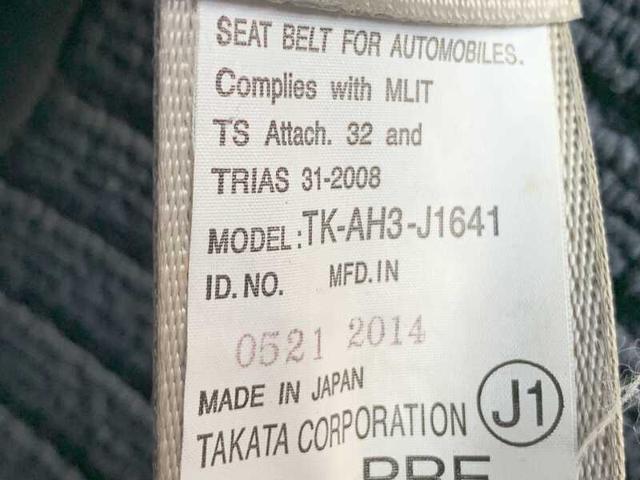 SEAT BELT FOR AUTOMOBILES.
Complies with MLIT
TS Attach. 32 and
TRIAS 31-2008
MODEL:TK-AH3-J1641
ID.NO. MFD.IN
0521 2014
MADE IN JAPAN
TAKATA CORPORATION J1
PRE